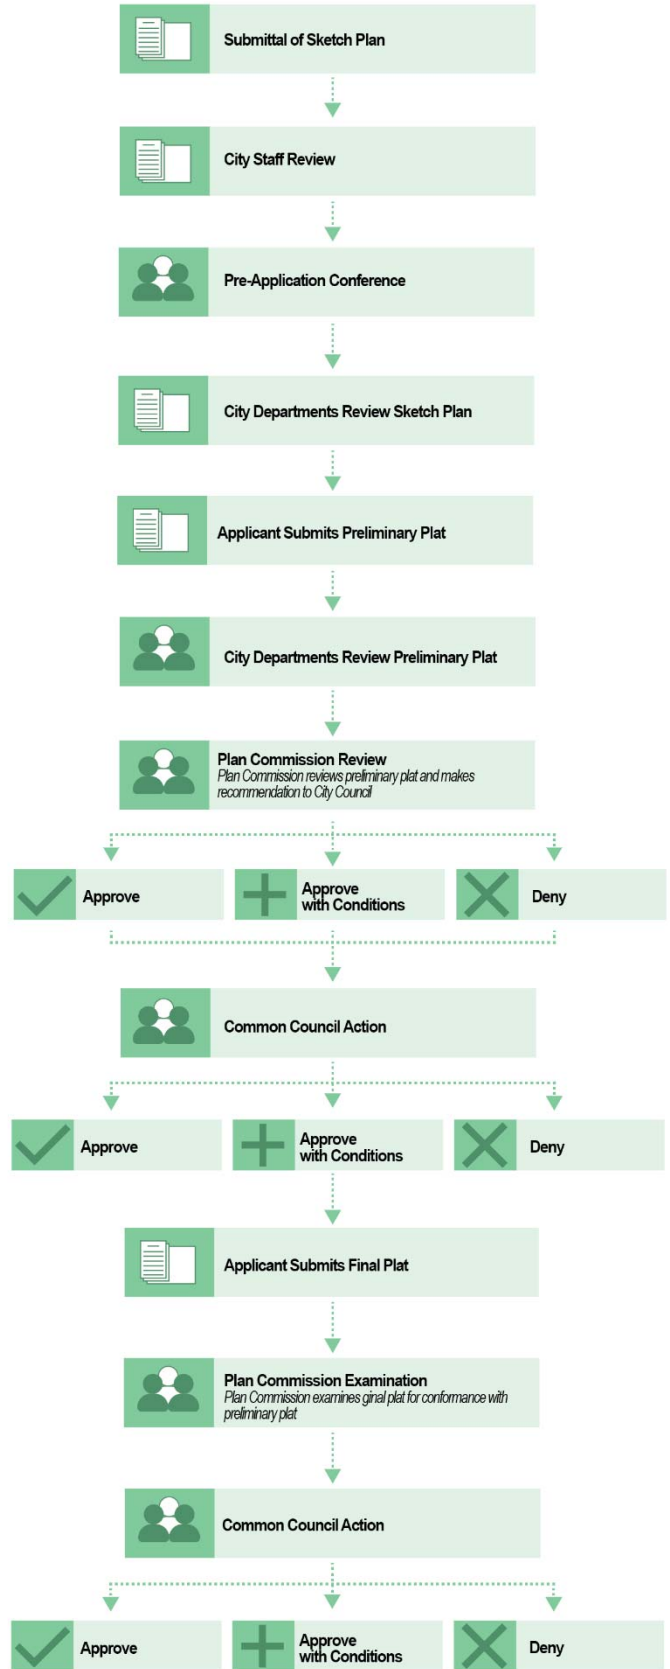 Submittal of Sketch Plan
City Staff Review
Pre-Application Conference
City Departments Review Sketch Plan
Applicant Submits Preliminary Plat
City Departments Review Preliminary Plat
Plan Commission Review
Plan Commission reviews preliminary plat and makes
recommendation to City Council
Approve
Approve
with Conditions
Deny
Common Council Action
Approve
Approve
with Conditions
Deny
Applicant Submits Final Plat
Plan Commission Examination
Plan Commission examines ginal plat for conformance with
preliminary plat
Common Council Action
Approve
Approve
with Conditions
Deny